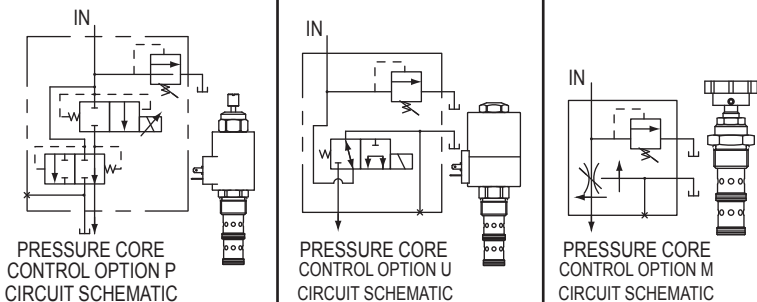 IN
PRESSURE CORE
CONTROL OPTION P
CIRCUIT SCHEMATIC
IN
PRESSURE CORE
CONTROL OPTION U
CIRCUIT SCHEMATIC
IN
PRESSURE CORE
CONTROL OPTION M
CIRCUIT SCHEMATIC